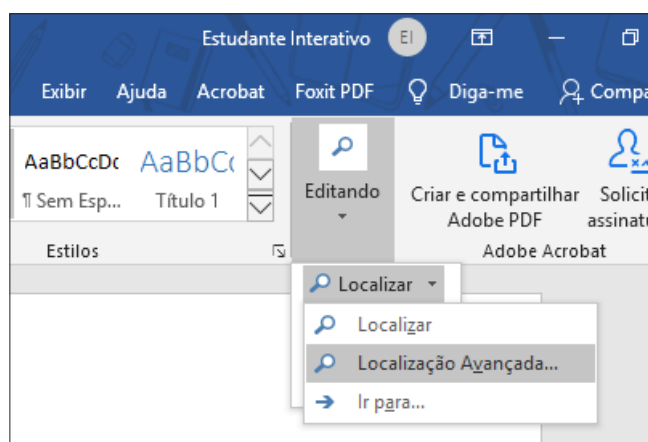 Estudante Interativo EI
Exibir Ajuda Acrobat Foxit PDF Diga-me Compa
AaBbCcDc AaBbC
¶ Sem Esp... Título 1
Editando
Criar e compartilhar
Adobe PDF
Solicit
assinatu
Estilos
Adobe Acrobat
Localizar
Localizar
Localização Avançada...
Ir para...